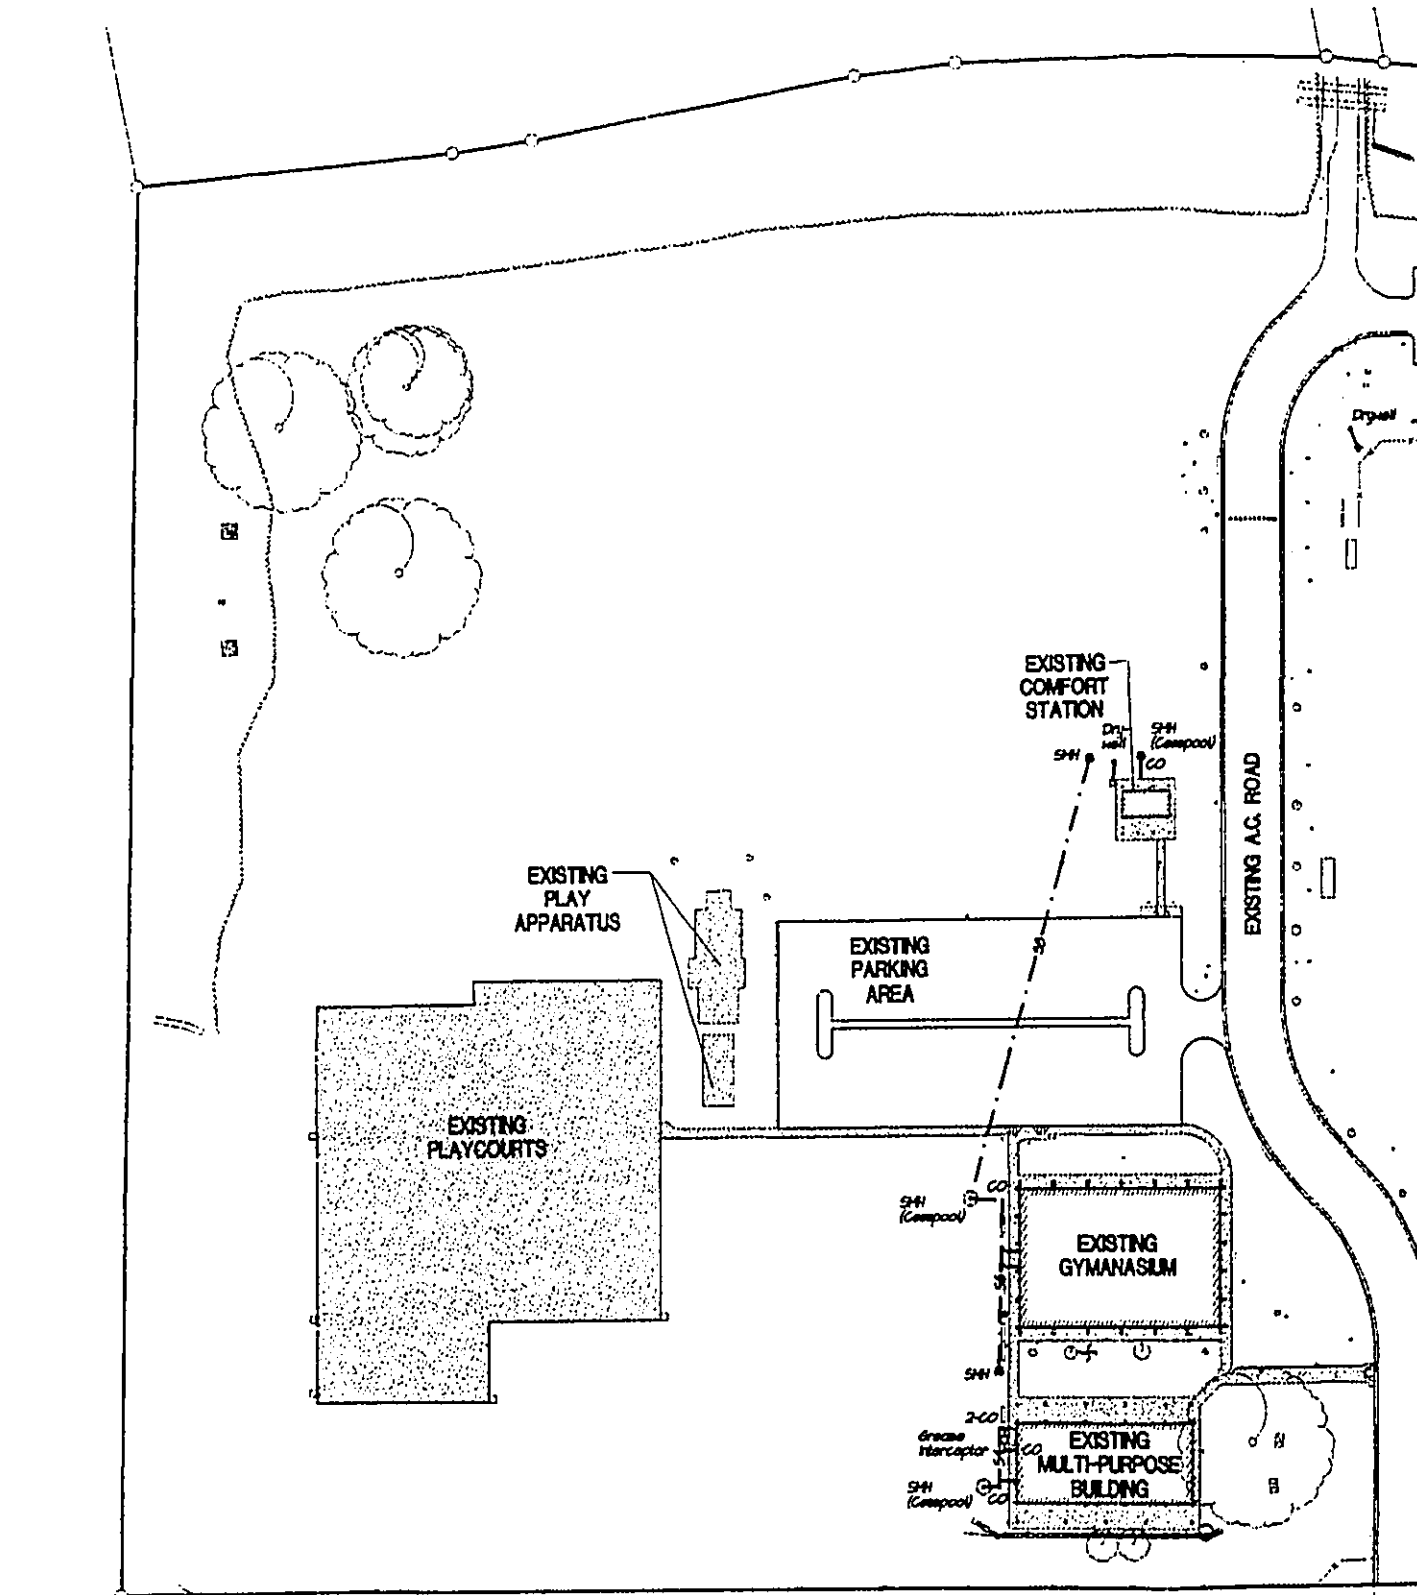 Drywell
EXISTING
COMFORT
STATION
Dry
well
SMH
(Cesspool)
SMH
CO
EXISTING A.C. ROAD
EXISTING
PLAY
APPARATUS
EXISTING
PARKING
AREA
EXISTING
PLAYCOURTS
CO
SMH
(Cesspool)
EXISTING
GYMANASIUM
SMH
2-CO
Grease
Interceptor
CO
EXISTING
MULTI-PURPOSE
BUILDING
SMH
(Cesspool)
CO